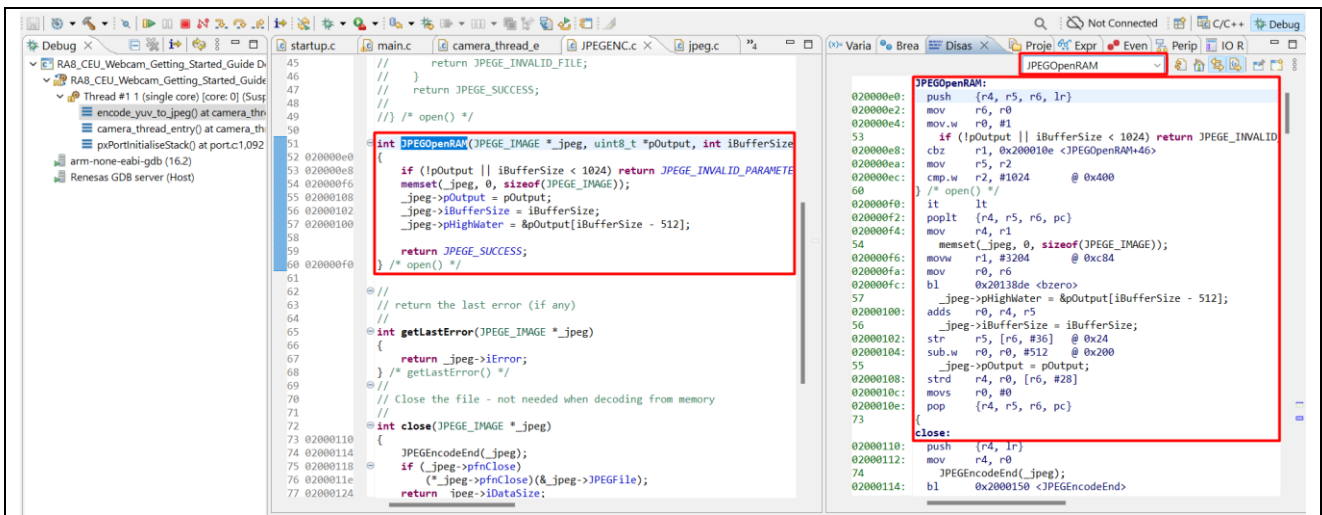 Not Connected C/C++ Debug
Debug
RA8_CEU_Webcam_Getting_Started_Guide De
RA8_CEU_Webcam_Getting_Started_Guide
Thread #1 1 (single core) [core: 0] (Susp
encode_yuv_to_jpeg() at camera_thr
camera_thread_entry() at camera_th
pxPortInitialiseStack() at port.c:1,092
arm-none-eabi-gdb (16.2)
Renesas GDB server (Host)
startup.c main.c camera_thread_e JPEGENC.c jpeg.c »4
45 // return JPEGE_INVALID_FILE;
46 // }
47 // return JPEGE_SUCCESS;
48 //
49 //} /* open() */
50
51 int JPEGOpenRAM(JPEGE_IMAGE *_jpeg, uint8_t *pOutput, int iBufferSize
52 020000e0 {
53 020000e8 if (!pOutput || iBufferSize < 1024) return JPEGE_INVALID_PARAMETE
54 020000f6 memset(_jpeg, 0, sizeof(JPEGE_IMAGE));
55 02000108 _jpeg->pOutput = pOutput;
56 02000102 _jpeg->iBufferSize = iBufferSize;
57 02000100 _jpeg->pHighWater = &pOutput[iBufferSize - 512];
58
59 return JPEGE_SUCCESS;
60 020000f0 } /* open() */
61
62 //
63 // return the last error (if any)
64 //
65 int getLastError(JPEGE_IMAGE *_jpeg)
66 {
67 return _jpeg->iError;
68 } /* getLastError() */
69 //
70 // Close the file - not needed when decoding from memory
71 //
72 int close(JPEGE_IMAGE *_jpeg)
73 02000110 {
74 02000114 JPEGEncodeEnd(_jpeg);
75 02000118 if (_jpeg->pfnClose)
76 0200011e (*_jpeg->pfnClose)(&_jpeg->JPEGFile);
77 02000124 return _jpeg->iDataSize;
(x)= Varia Brea Disas Proje Expr Even Perip IO R
JPEGOpenRAM
JPEGOpenRAM:
020000e0: push {r4, r5, r6, lr}
020000e2: mov r6, r0
020000e4: mov.w r0, #1
53 if (!pOutput || iBufferSize < 1024) return JPEGE_INVALID_
020000e8: cbz r1, 0x200010e <JPEGOpenRAM+46>
020000ea: mov r5, r2
020000ec: cmp.w r2, #1024 @ 0x400
60 } /* open() */
020000f0: it lt
020000f2: poplt {r4, r5, r6, pc}
020000f4: mov r4, r1
54 memset(_jpeg, 0, sizeof(JPEGE_IMAGE));
020000f6: movw r1, #3204 @ 0xc84
020000fa: mov r0, r6
020000fc: bl 0x20138de <bzero>
57 _jpeg->pHighWater = &pOutput[iBufferSize - 512];
02000100: adds r0, r4, r5
56 _jpeg->iBufferSize = iBufferSize;
02000102: str r5, [r6, #36] @ 0x24
02000104: sub.w r0, r0, #512 @ 0x200
55 _jpeg->pOutput = pOutput;
02000108: strd r4, r0, [r6, #28]
0200010c: movs r0, #0
0200010e: pop {r4, r5, r6, pc}
73 {
close:
02000110: push {r4, lr}
02000112: mov r4, r0
74 JPEGEncodeEnd(_jpeg);
02000114: bl 0x2000150 <JPEGEncodeEnd>